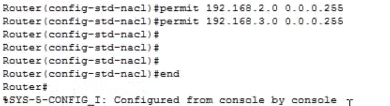 Router(config-std-nacl)#permit 192.168.2.0 0.0.0.255
Router(config-std-nacl)#permit 192.168.3.0 0.0.0.255
Router(config-std-nacl)#
Router(config-std-nacl)#
Router(config-std-nacl)#
Router(config-std-nacl)#end
Router#
%SYS-5-CONFIG_I: Configured from console by console